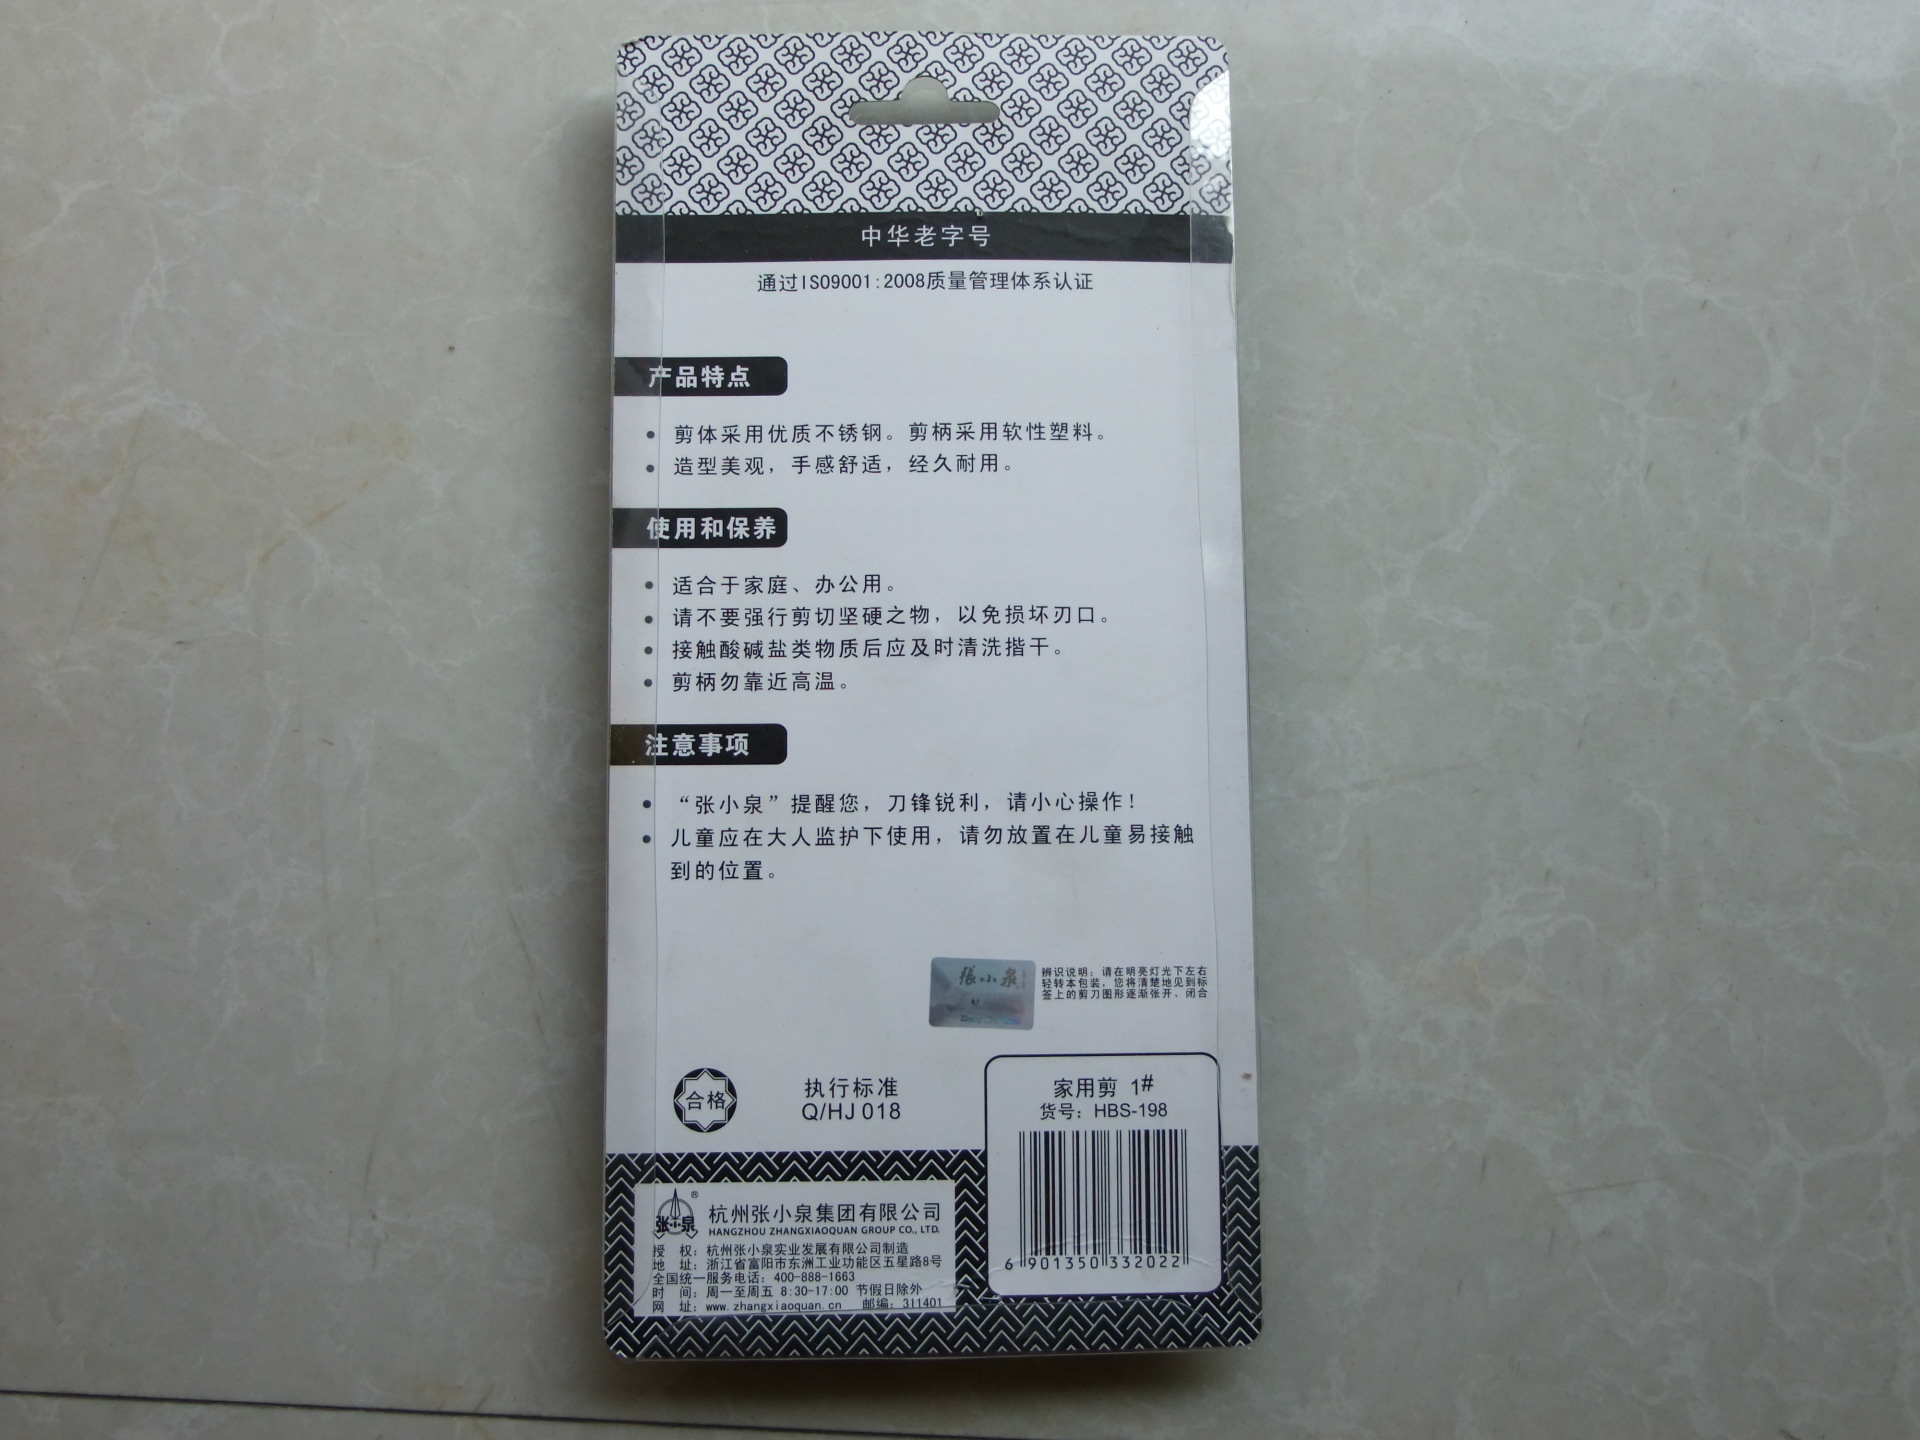 中华老字号
通过ISO9001:2008质量管理体系认证
产品特点
• 剪体采用优质不锈钢。剪柄采用软性塑料。
• 造型美观，手感舒适，经久耐用。
使用和保养
• 适合于家庭、办公用。
• 请不要强行剪切坚硬之物，以免损坏刃口。
• 接触酸碱盐类物质后应及时清洗揩干。
• 剪柄勿靠近高温。
注意事项
• “张小泉”提醒您，刀锋锐利，请小心操作！
• 儿童应在大人监护下使用，请勿放置在儿童易接触
到的位置。
張小泉
辨识说明：请在明亮灯光下左右
轻转本包装，您将清楚地见到标
签上的剪刀图形逐渐张开、闭合
合格
执行标准
Q/HJ 018
家用剪 1#
货号：HBS-198
6 901350 332022
张小泉
®
杭州张小泉集团有限公司
HANGZHOU ZHANGXIAOQUAN GROUP CO., LTD.
授 权：杭州张小泉实业发展有限公司制造
地 址：浙江省富阳市东洲工业功能区五星路8号
全国统一服务电话：400-888-1663
时 间：周一至周五 8:30-17:00 节假日除外
网 址：www.zhangxiaoquan.cn 邮编：311401